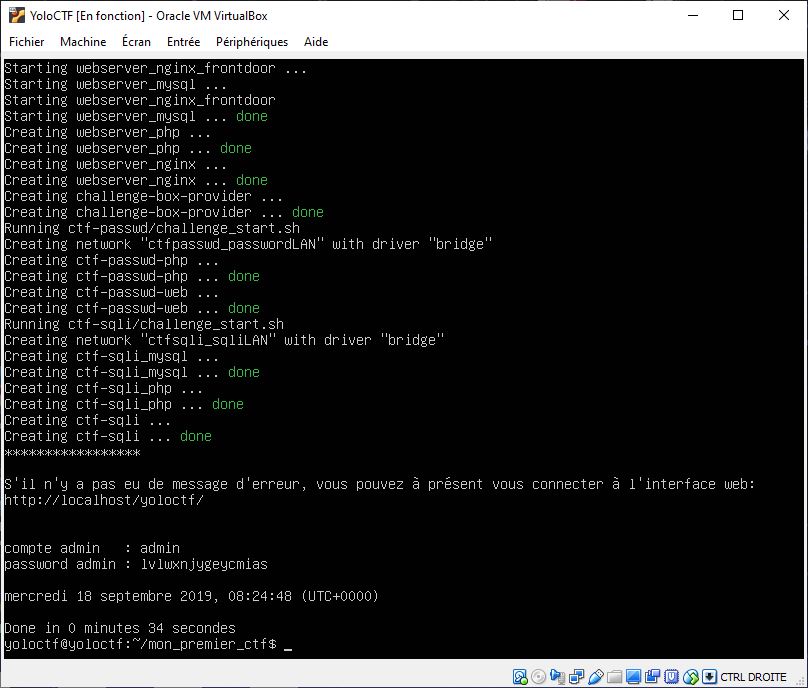 YoloCTF [En fonction] - Oracle VM VirtualBox
Fichier Machine Écran Entrée Périphériques Aide
Starting webserver_nginx_frontdoor ...
Starting webserver_mysql ...
Starting webserver_nginx_frontdoor
Starting webserver_mysql ... done
Creating webserver_php ...
Creating webserver_php ... done
Creating webserver_nginx ...
Creating webserver_nginx ... done
Creating challenge-box-provider ...
Creating challenge-box-provider ... done
Running ctf-passwd/challenge_start.sh
Creating network "ctfpasswd_passwordLAN" with driver "bridge"
Creating ctf-passwd-php ...
Creating ctf-passwd-php ... done
Creating ctf-passwd-web ...
Creating ctf-passwd-web ... done
Running ctf-sqli/challenge_start.sh
Creating network "ctfsqli_sqliLAN" with driver "bridge"
Creating ctf-sqli_mysql ...
Creating ctf-sqli_mysql ... done
Creating ctf-sqli_php ...
Creating ctf-sqli_php ... done
Creating ctf-sqli ...
Creating ctf-sqli ... done
*****************
S'il n'y a pas eu de message d'erreur, vous pouvez à présent vous connecter à l'interface web:
http://localhost/yoloctf/
compte admin   : admin
password admin : lvlwxnjygeycmias
mercredi 18 septembre 2019, 08:24:48 (UTC+0000)
Done in 0 minutes 34 secondes
yoloctf@yoloctf:~/mon_premier_ctf$ _
CTRL DROITE